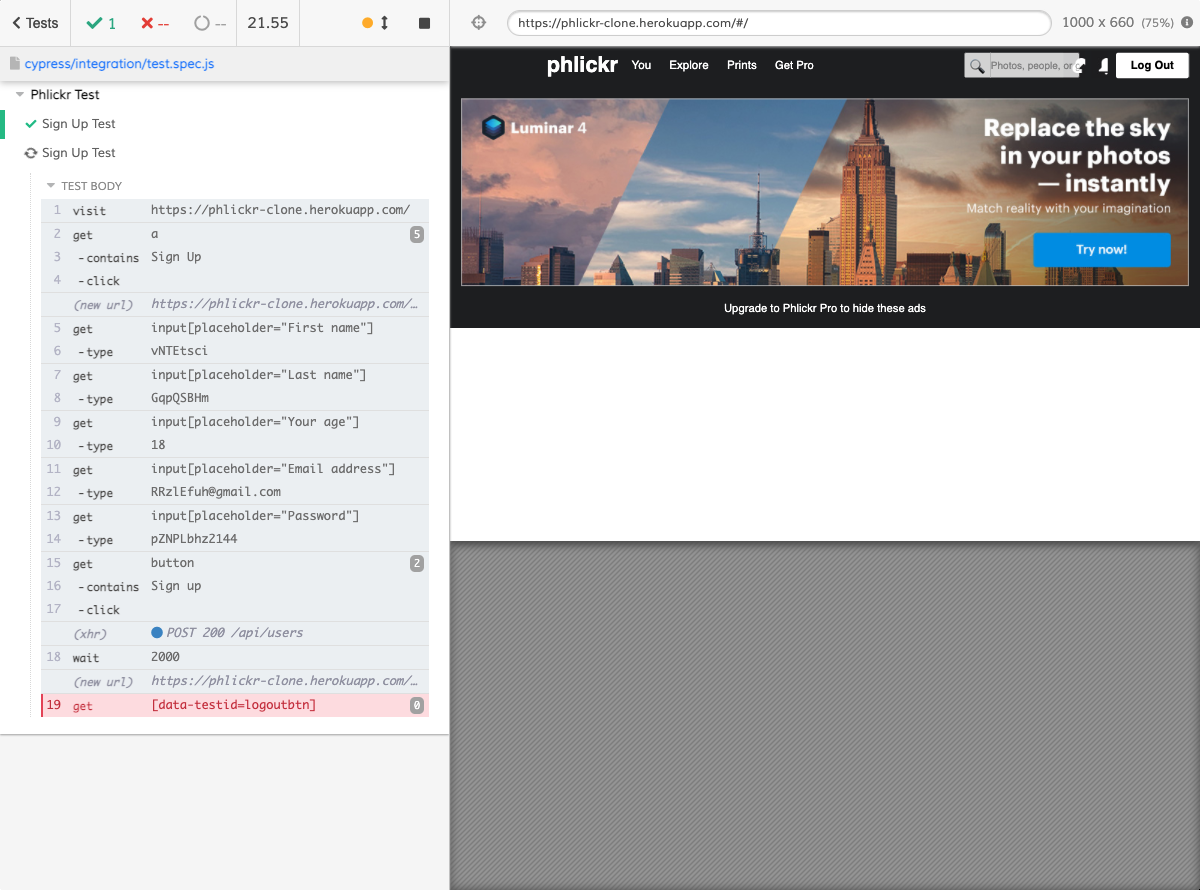 Tests
1
--
--
21.55
https://phlickr-clone.herokuapp.com/#/
1000 x 660 (75%)
cypress/integration/test.spec.js
Phlickr Test
Sign Up Test
Sign Up Test
TEST BODY
1 visit https://phlickr-clone.herokuapp.com/
2 get a 5
3 -contains Sign Up
4 -click
(new url) https://phlickr-clone.herokuapp.com/…
5 get input[placeholder="First name"]
6 -type vNTEtsci
7 get input[placeholder="Last name"]
8 -type GqpQSBHm
9 get input[placeholder="Your age"]
10 -type 18
11 get input[placeholder="Email address"]
12 -type RRzlEfuh@gmail.com
13 get input[placeholder="Password"]
14 -type pZNPLbhz2144
15 get button 2
16 -contains Sign up
17 -click
(xhr) POST 200 /api/users
18 wait 2000
(new url) https://phlickr-clone.herokuapp.com/…
19 get [data-testid=logoutbtn] 0
phlickr You Explore Prints Get Pro
Photos, people, or
Log Out
Luminar 4
Replace the sky
in your photos
— instantly
Match reality with your imagination
Try now!
Upgrade to Phlickr Pro to hide these ads